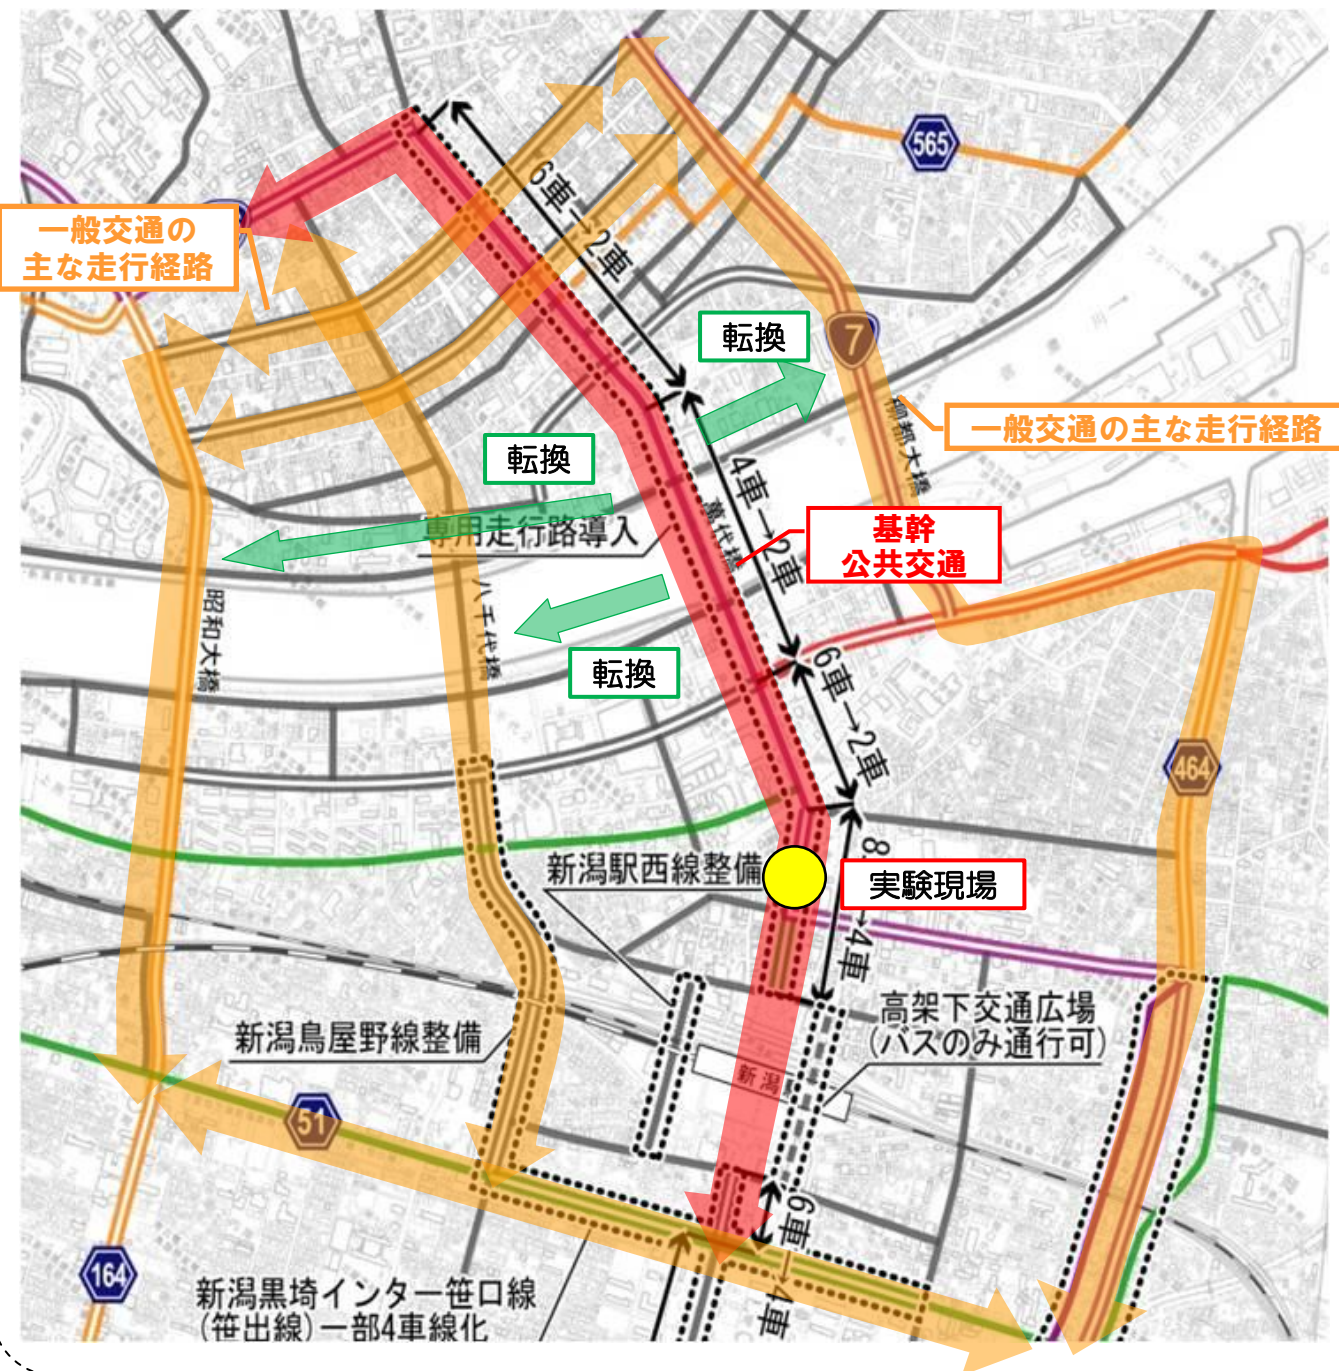 565
6車→2車
一般交通の
主な走行経路
転換
7
柳都大橋
一般交通の主な走行経路
転換
4車→2車
萬代橋
基幹
公共交通
専用走行路導入
八千代橋
昭和大橋
転換
6車→2車
464
新潟駅西線整備
実験現場
8車→4車
高架下交通広場
(バスのみ通行可)
新潟鳥屋野線整備
新潟
51
6車→4車
164
新潟黒埼インター笹口線
(笹出線)一部4車線化